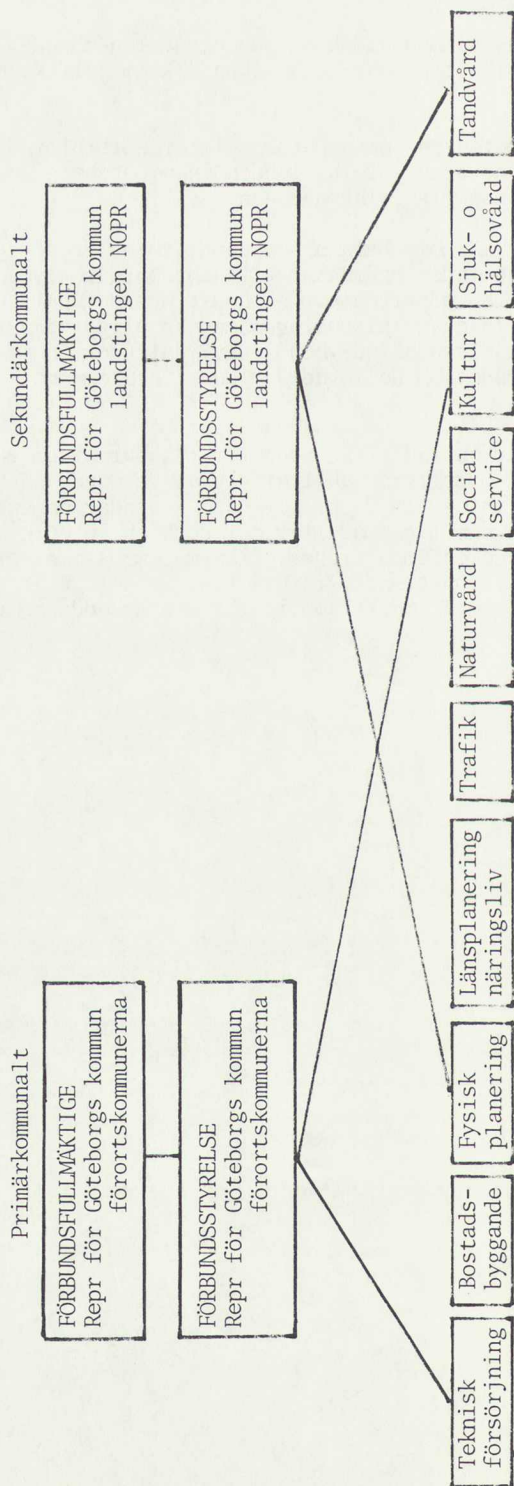 Primärkommunalt
FÖRBUNDSFULLMÄKTIGE
Repr för Göteborgs kommun
förortskommunerna
FÖRBUNDSSTYRELSE
Repr för Göteborgs kommun
förortskommunerna
Sekundärkommunalt
FÖRBUNDSFULLMÄKTIGE
Repr för Göteborgs kommun
landstingen NOPR
FÖRBUNDSSTYRELSE
Repr för Göteborgs kommun
landstingen NOPR
Teknisk
försörjning
Bostads-
byggande
Fysisk
planering
Länsplanering
näringsliv
Trafik
Naturvård
Social
service
Kultur
Sjuk- o
hälsovård
Tandvård